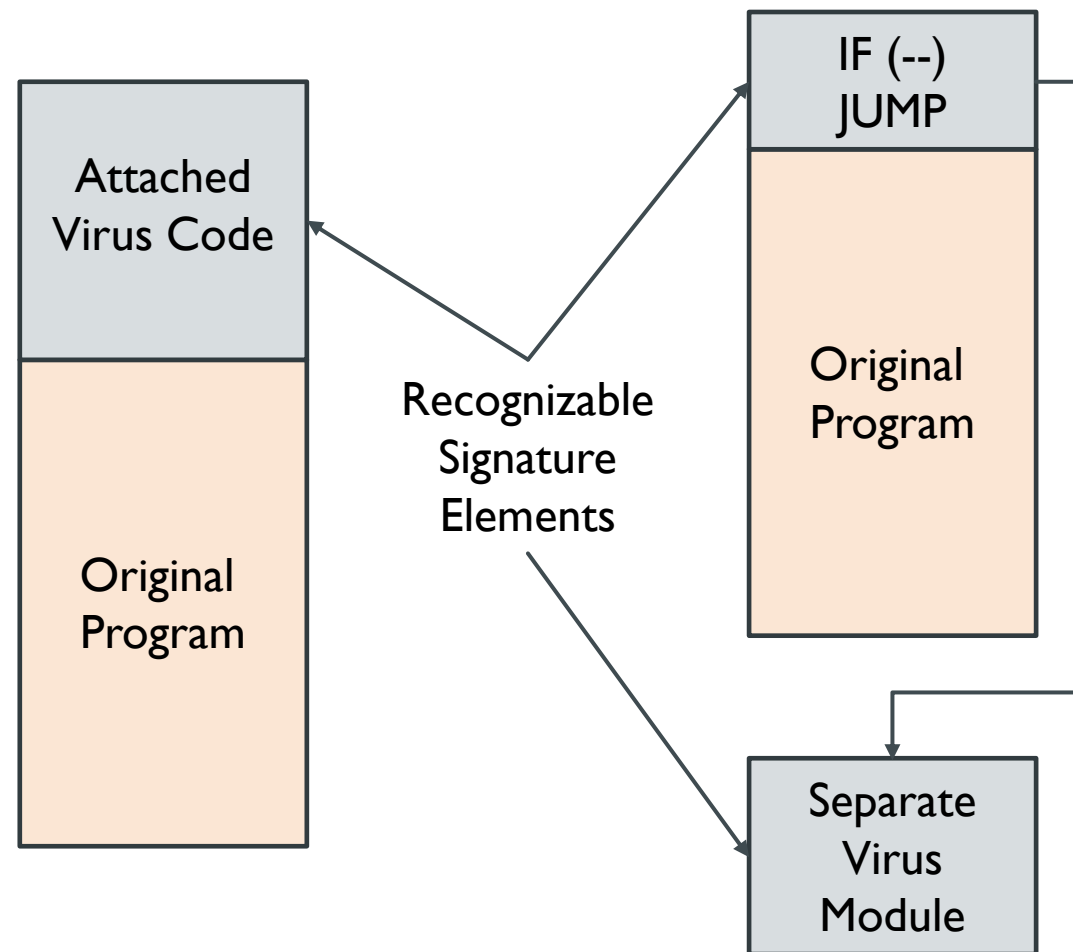 Attached
Virus Code
Original
Program
Recognizable
Signature
Elements
IF (--)
JUMP
Original
Program
Separate
Virus
Module